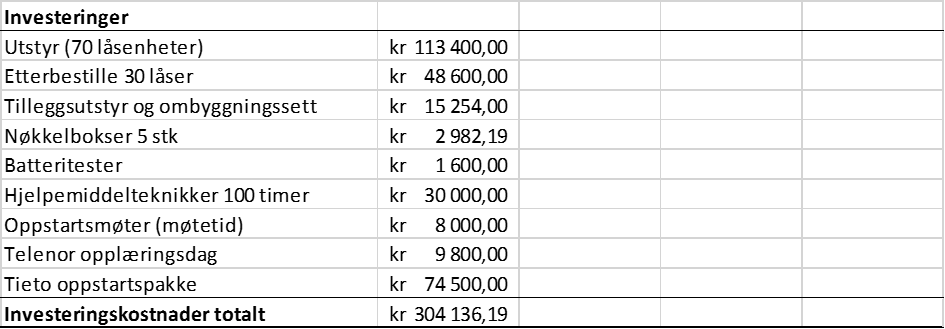 Investeringer
Utstyr (70 låsenheter) kr 113 400,00
Etterbestille 30 låser kr 48 600,00
Tilleggsutstyr og ombyggningssett kr 15 254,00
Nøkkelbokser 5 stk kr 2 982,19
Batteritester kr 1 600,00
Hjelpemiddelteknikker 100 timer kr 30 000,00
Oppstartsmøter (møtetid) kr 8 000,00
Telenor opplæringsdag kr 9 800,00
Tieto oppstartspakke kr 74 500,00
Investeringskostnader totalt kr 304 136,19